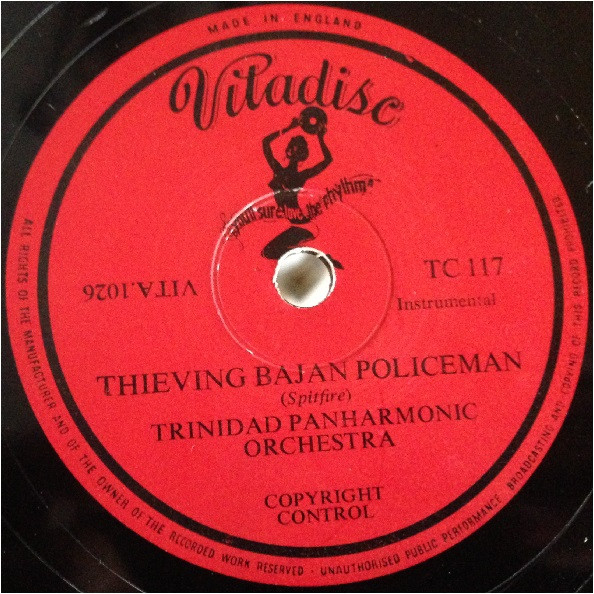 MADE IN ENGLAND
Vitadisc
you'll sure love the rhythm
VITA.1026
TC 117
Instrumental
THIEVING BAJAN POLICEMAN
(Spitfire)
TRINIDAD PANHARMONIC
ORCHESTRA
COPYRIGHT
CONTROL
ALL RIGHTS OF THE MANUFACTURER AND OF THE OWNER OF THE RECORDED WORK RESERVED - UNAUTHORISED PUBLIC PERFORMANCE, BROADCASTING AND COPYING OF THIS RECORD PROHIBITED